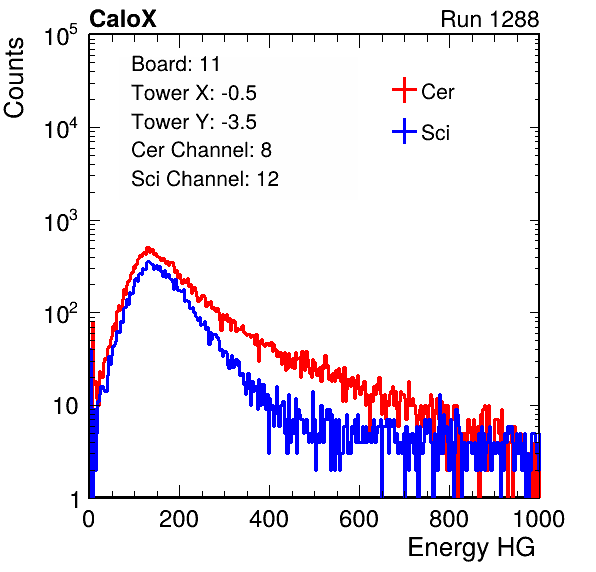 CaloX Run 1288
Board: 11
Tower X: -0.5
Tower Y: -3.5
Cer Channel: 8
Sci Channel: 12
Cer
Sci
Counts
10^5
10^4
10^3
10^2
10
1
0 200 400 600 800 1000
Energy HG